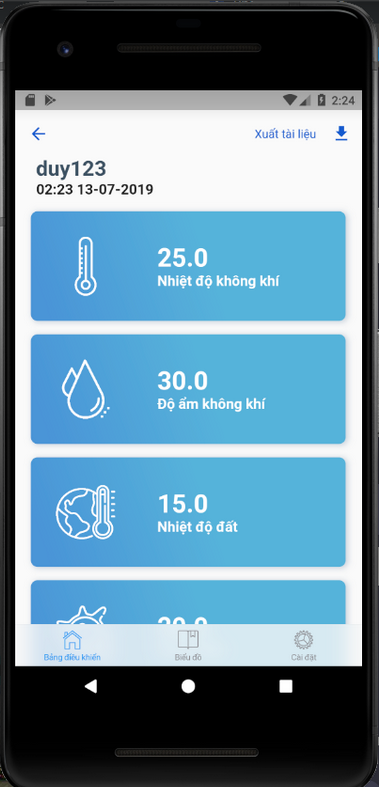 2:24
Xuất tài liệu
duy123
02:23 13-07-2019
25.0
Nhiệt độ không khí
30.0
Độ ẩm không khí
15.0
Nhiệt độ đất
Bảng điều khiển
Biểu đồ
Cài đặt